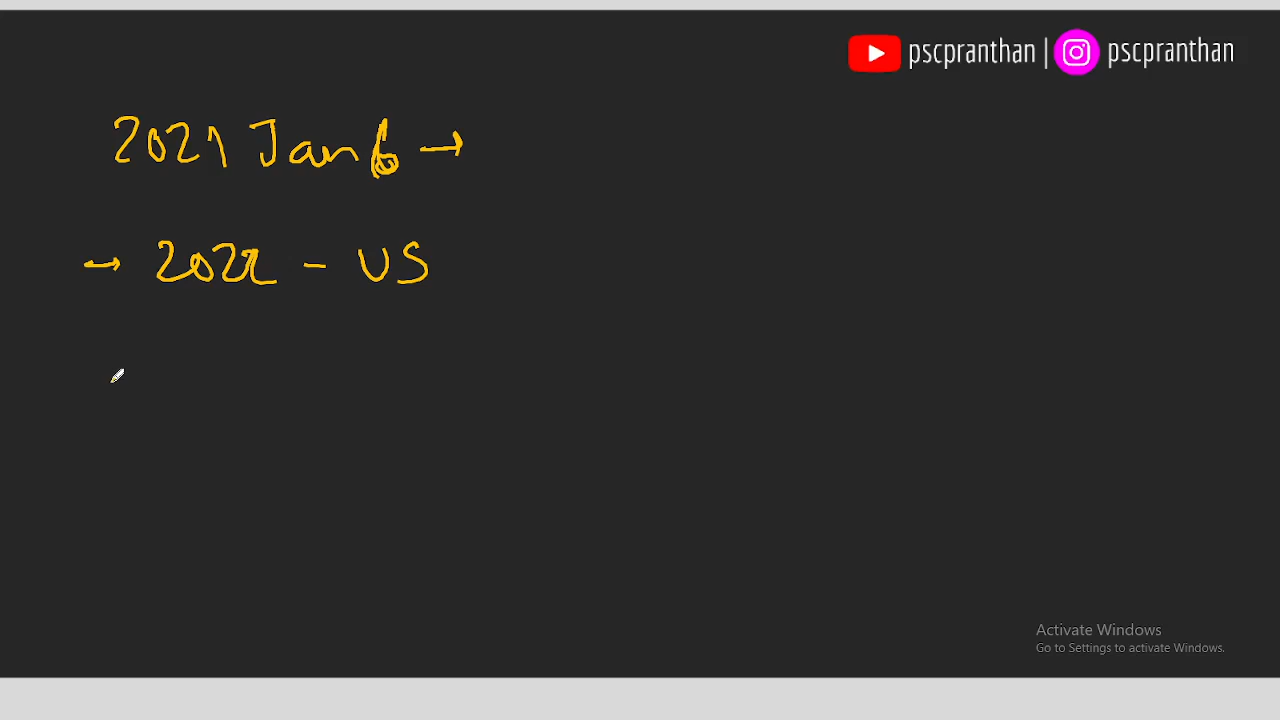 pscpranthan | pscpranthan
2021 Jan 6 →
→ 2022 - US
Activate Windows
Go to Settings to activate Windows.